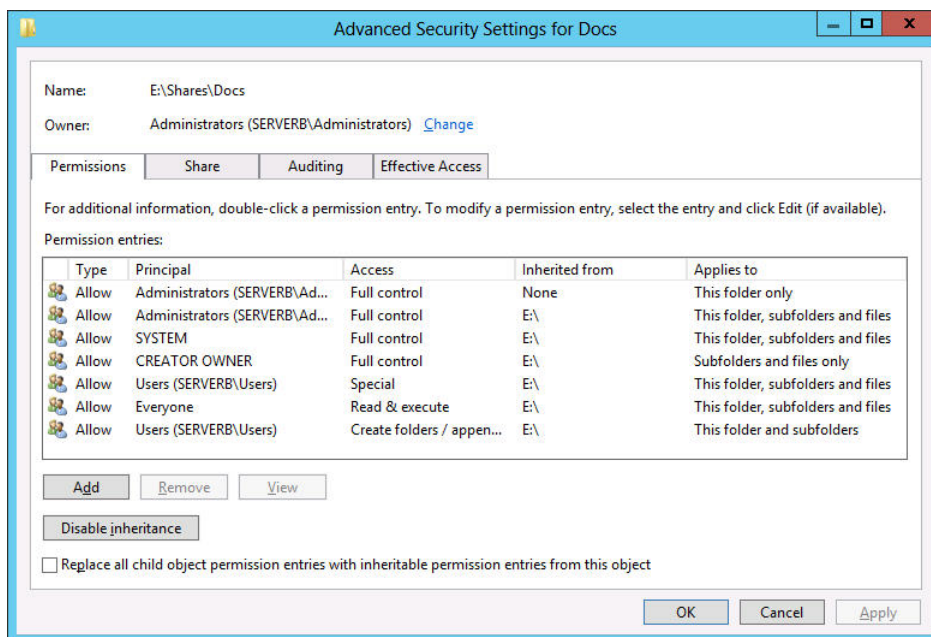 Advanced Security Settings for Docs
Name: E:\Shares\Docs
Owner: Administrators (SERVERB\Administrators) Change
Permissions Share Auditing Effective Access
For additional information, double-click a permission entry. To modify a permission entry, select the entry and click Edit (if available).
Permission entries:
Type Principal Access Inherited from Applies to
Allow Administrators (SERVERB\Ad... Full control None This folder only
Allow Administrators (SERVERB\Ad... Full control E:\ This folder, subfolders and files
Allow SYSTEM Full control E:\ This folder, subfolders and files
Allow CREATOR OWNER Full control E:\ Subfolders and files only
Allow Users (SERVERB\Users) Special E:\ This folder, subfolders and files
Allow Everyone Read & execute E:\ This folder, subfolders and files
Allow Users (SERVERB\Users) Create folders / appen... E:\ This folder and subfolders
Add Remove View
Disable inheritance
Replace all child object permission entries with inheritable permission entries from this object
OK Cancel Apply